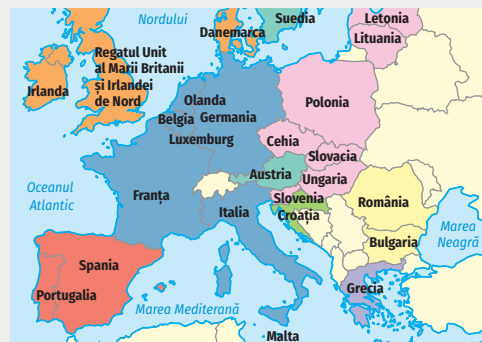 Nordului
Suedia
Letonia
Danemarca
Lituania
Regatul Unit
al Marii Britanii
și Irlandei
de Nord
Irlanda
Olanda
Germania
Polonia
Belgia
Luxemburg
Cehia
Slovacia
Austria
Ungaria
Oceanul
Atlantic
Franța
Slovenia
România
Italia
Croația
Marea
Neagră
Bulgaria
Spania
Portugalia
Grecia
Marea Mediterană
Malta